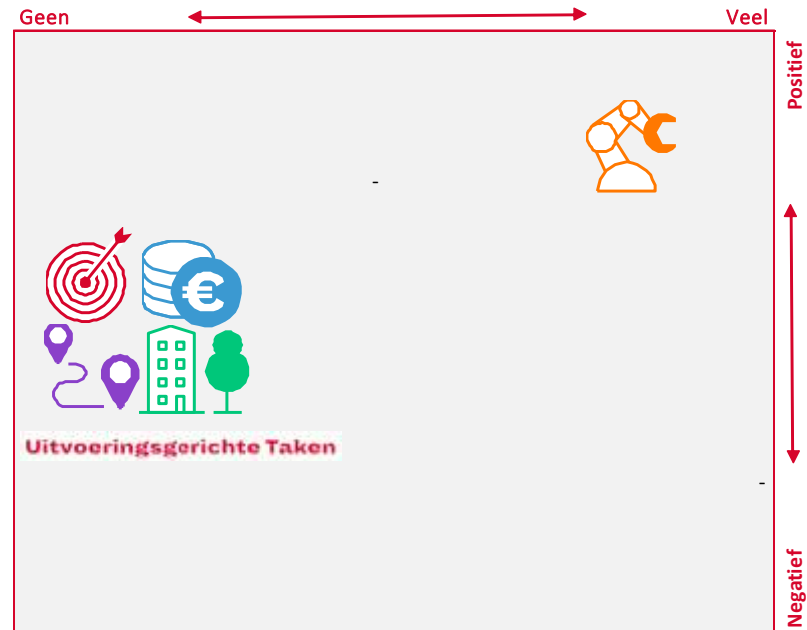 Geen
Veel
Positief
-
€
Uitvoeringsgerichte Taken
-
Negatief